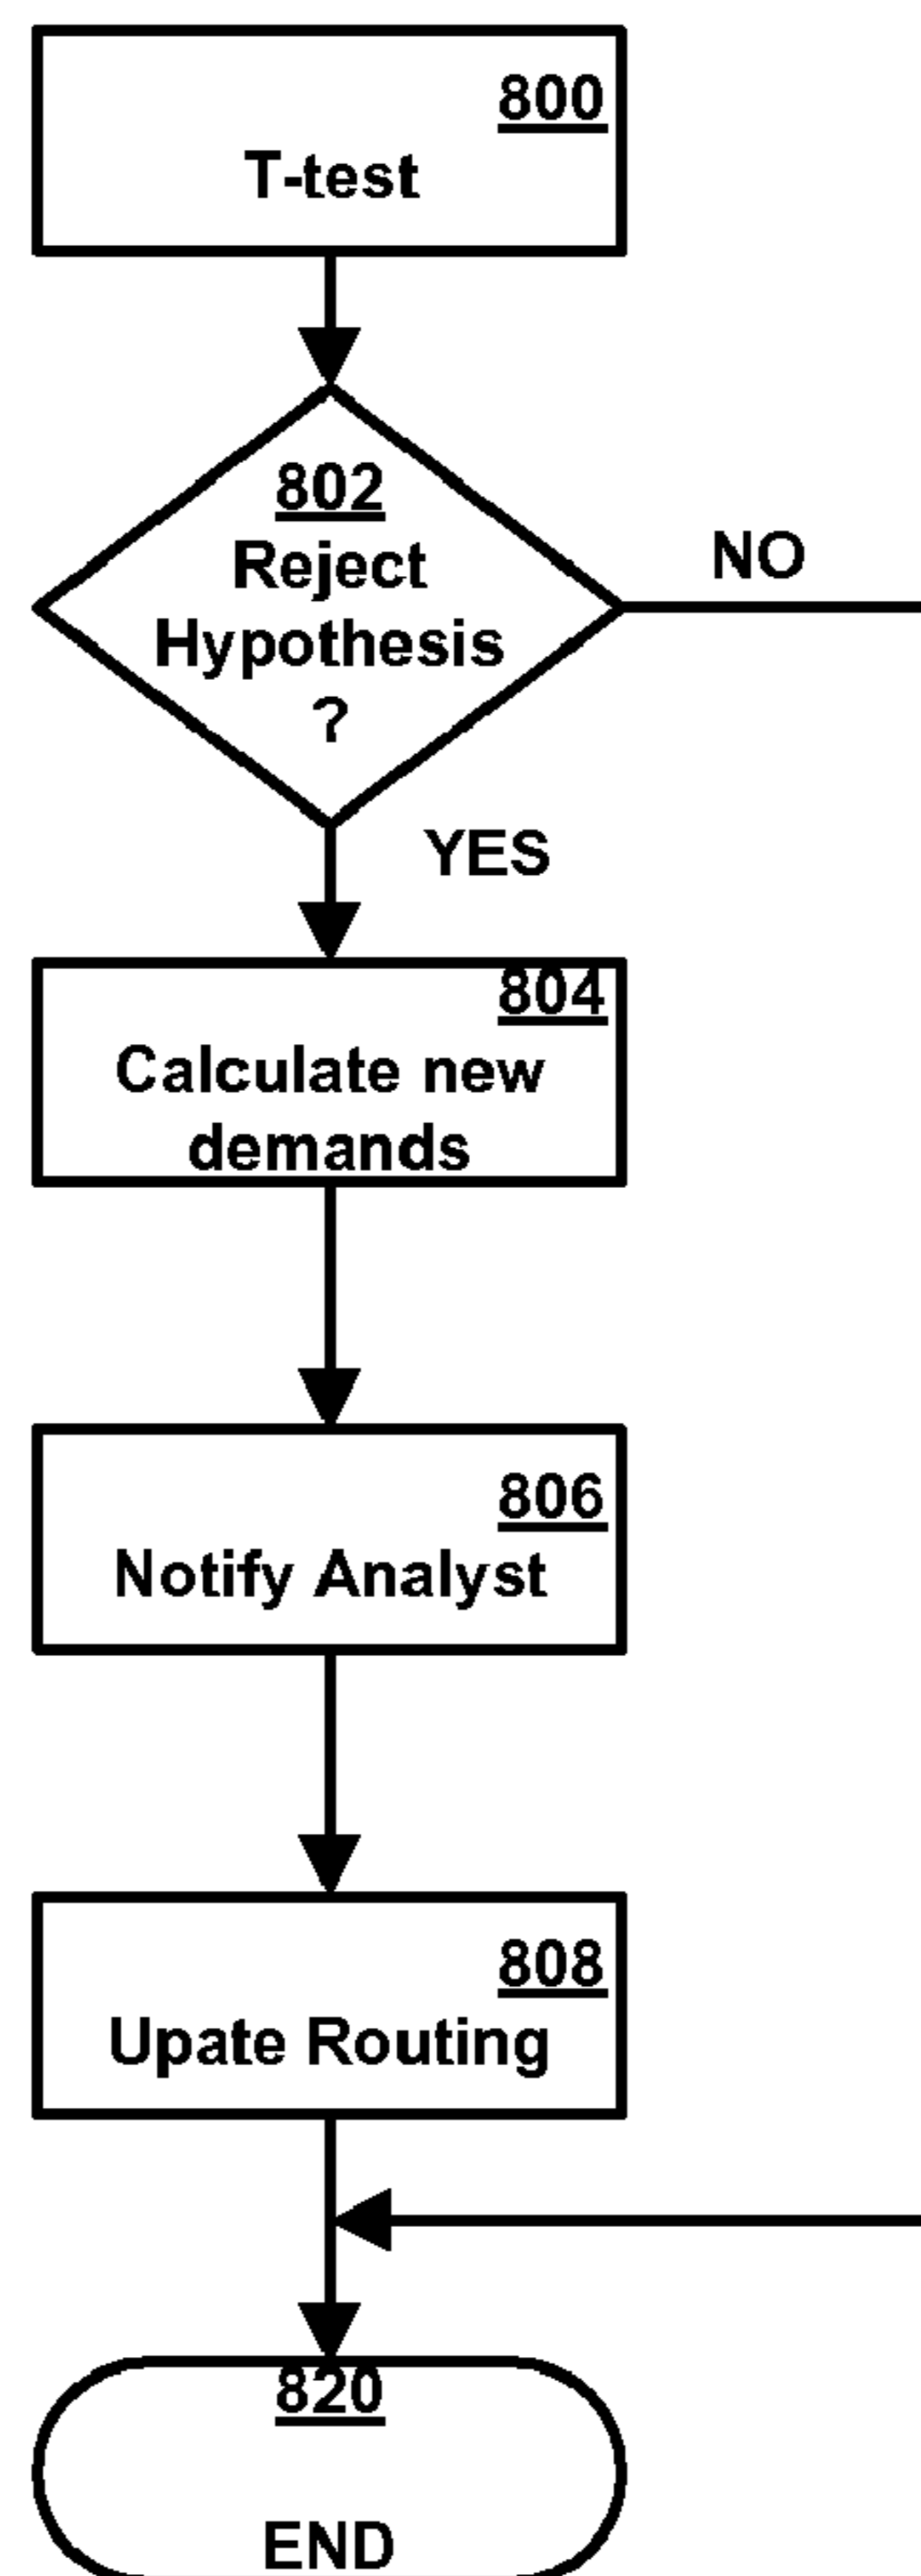 800
T-test
802
Reject
NO
Hypothesis
?
YES
804
Calculate new
demands
806
Notify Analyst
808
Upate Routing
820
END